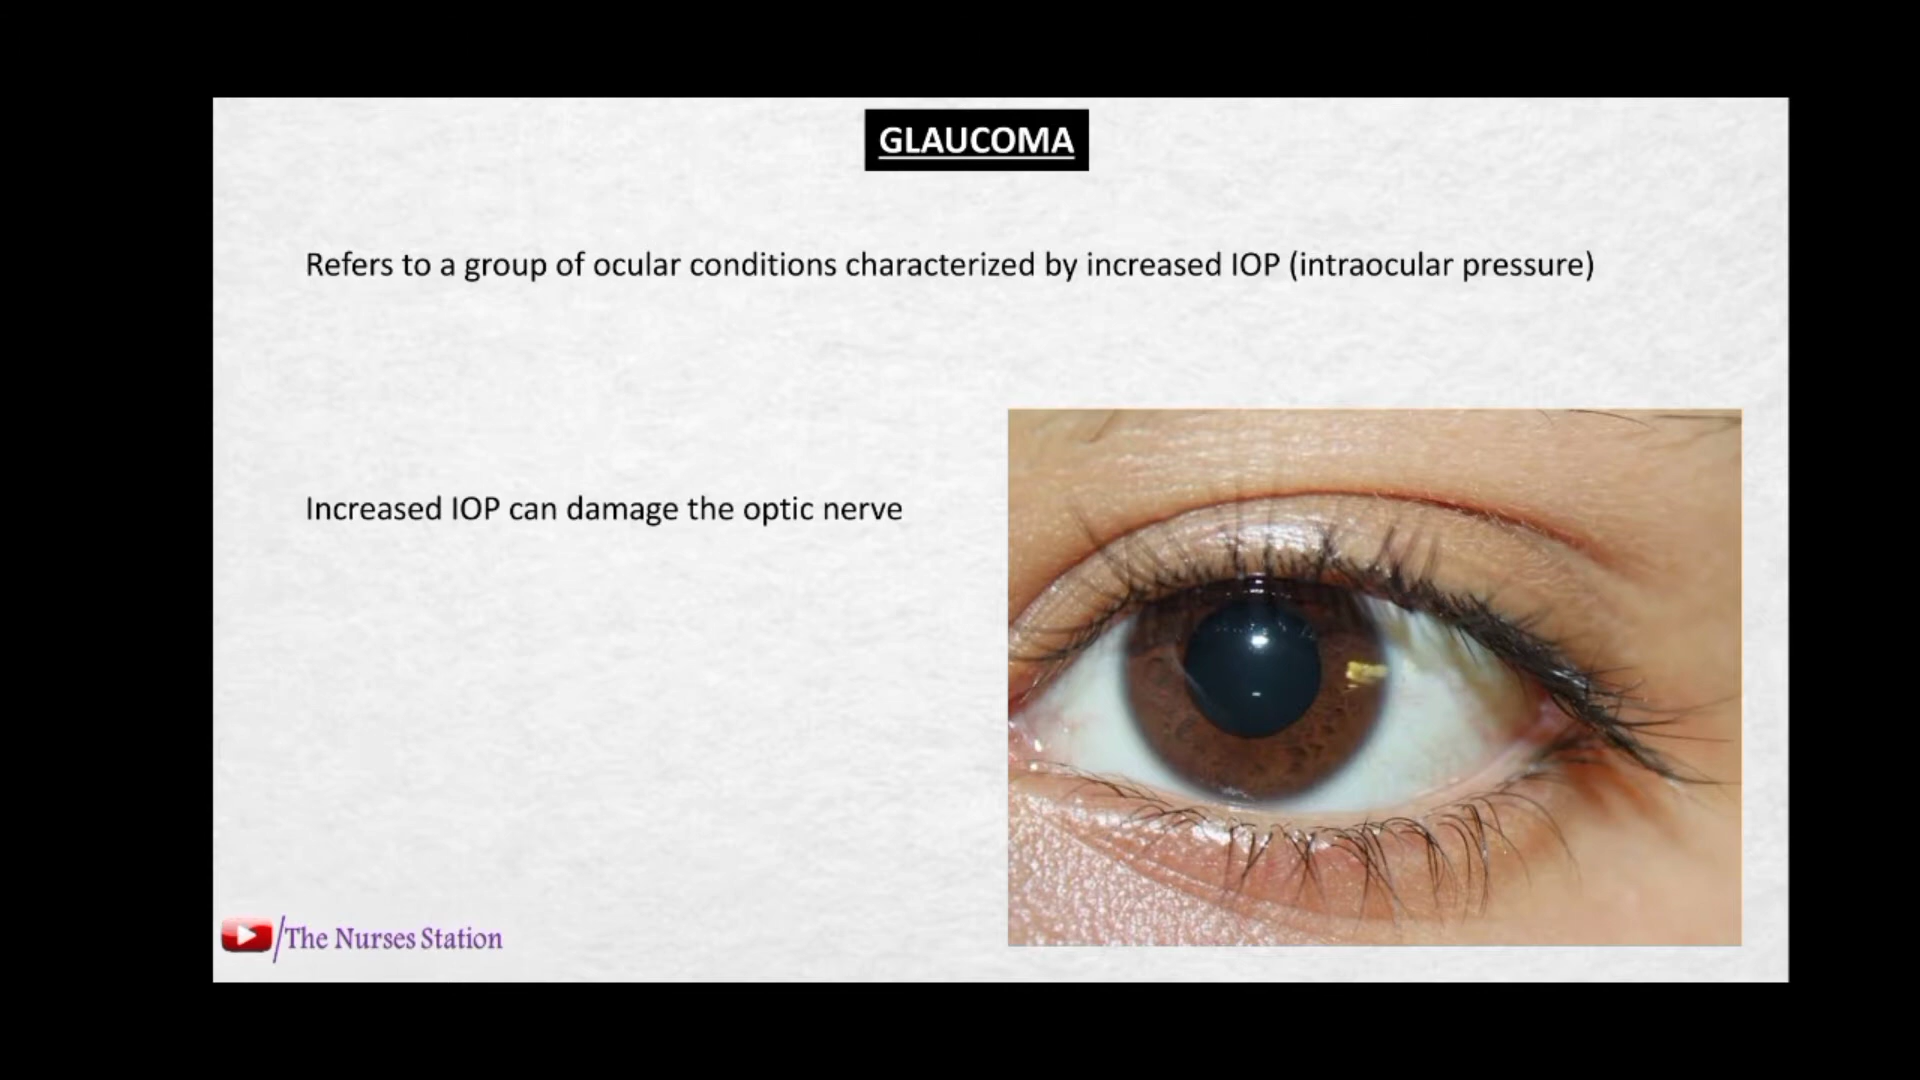 GLAUCOMA
Refers to a group of ocular conditions characterized by increased IOP (intraocular pressure)
Increased IOP can damage the optic nerve
/The Nurses Station